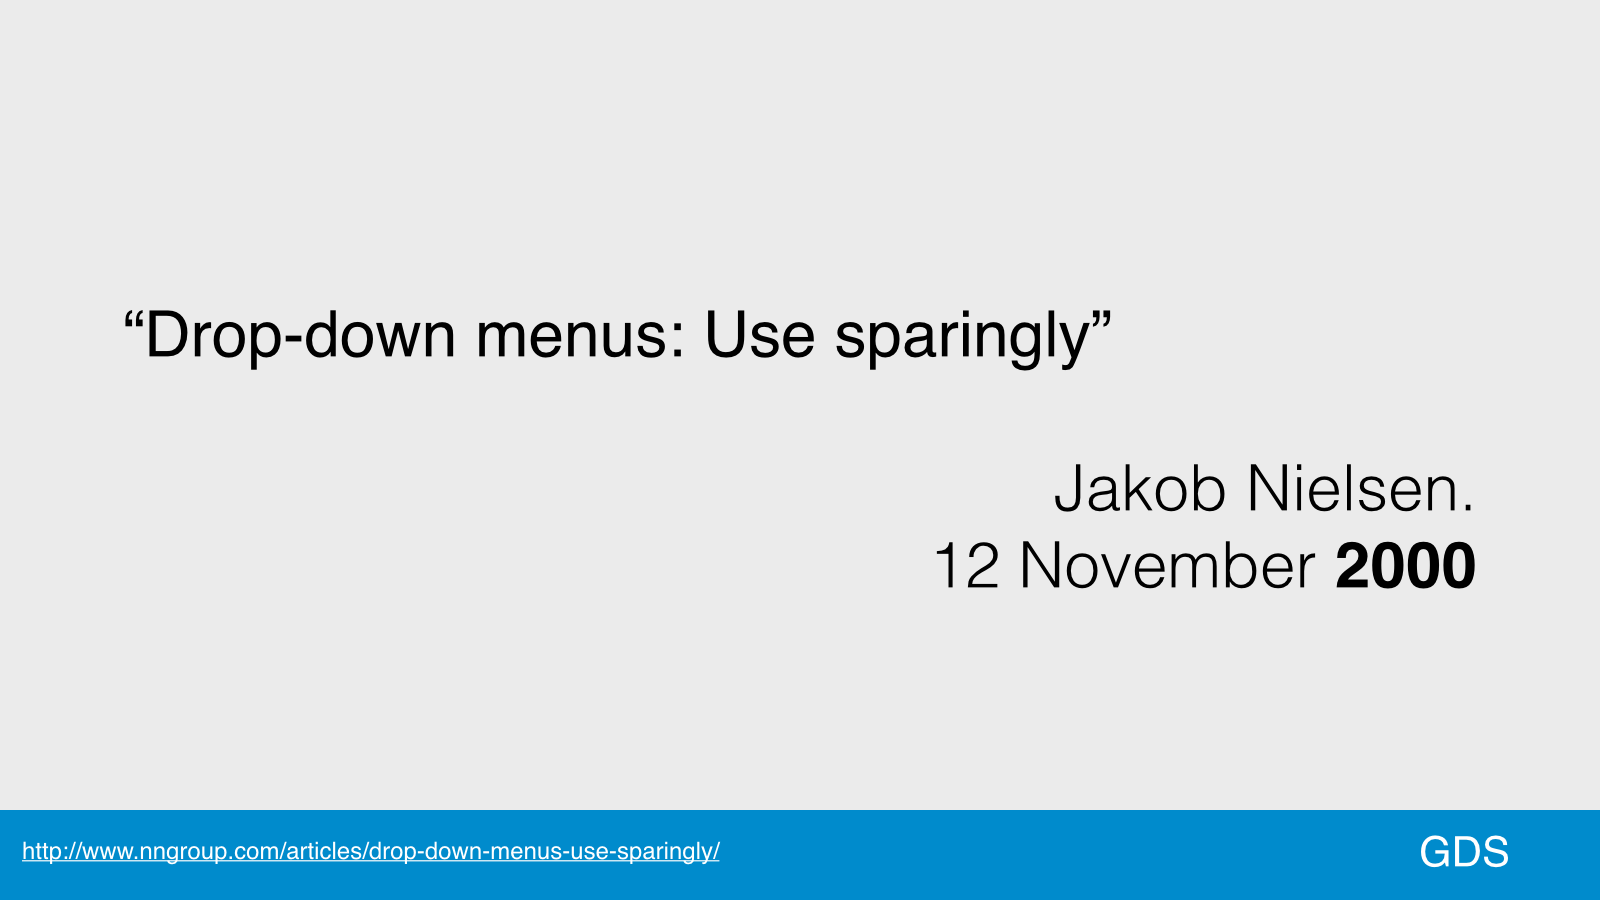 “Drop-down menus: Use sparingly”
Jakob Nielsen.
12 November 2000
http://www.nngroup.com/articles/drop-down-menus-use-sparingly/
GDS